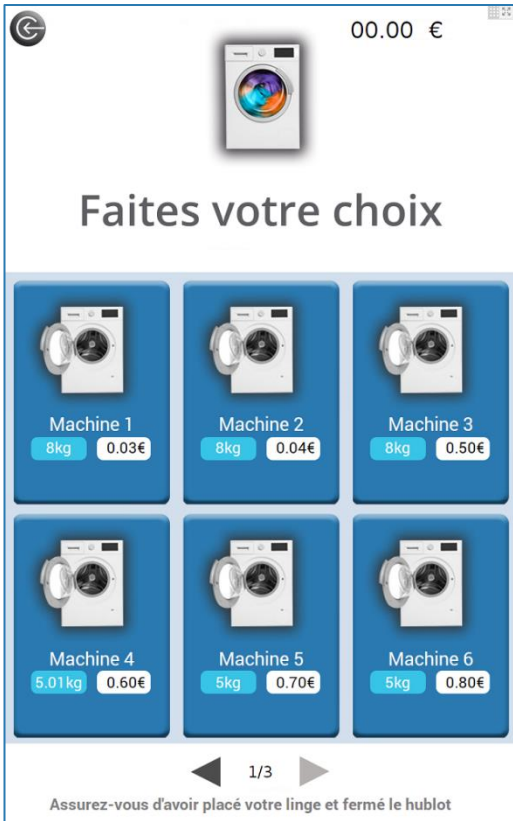 00.00 €
Faites votre choix
Machine 1 Machine 2 Machine 3
8kg 0.03€ 8kg 0.04€ 8kg 0.50€
Machine 4 Machine 5 Machine 6
5.01kg 0.60€ 5kg 0.70€ 5kg 0.80€
1/3
Assurez-vous d'avoir placé votre linge et fermé le hublot